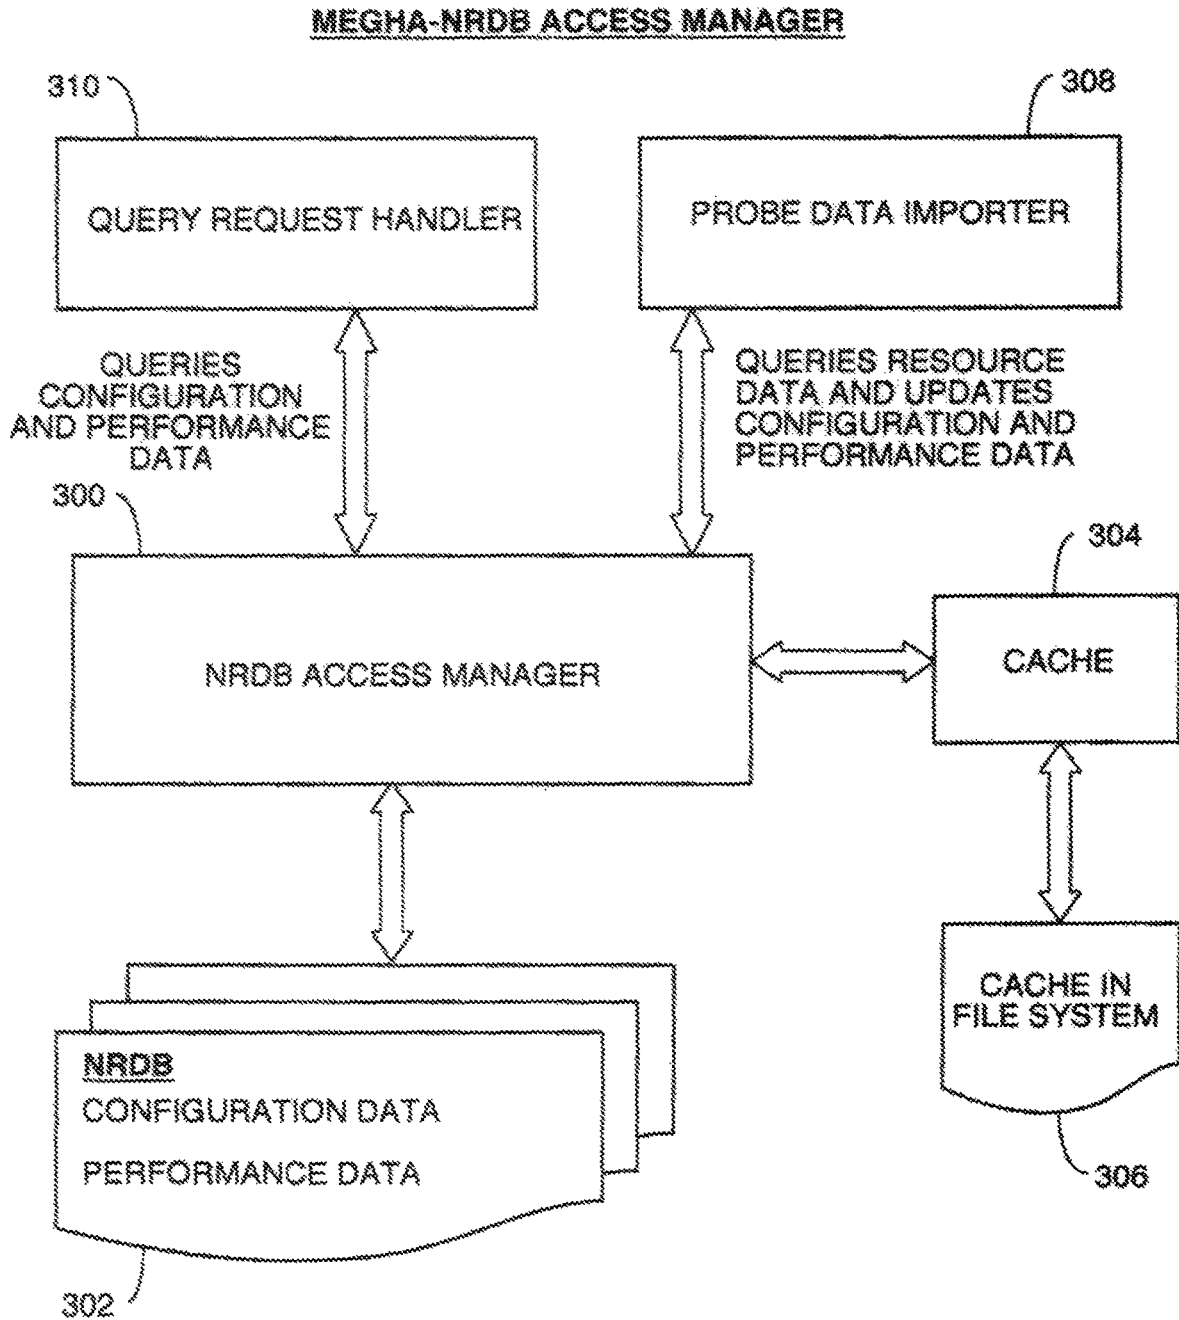 MEGHA-NRDB ACCESS MANAGER
310
308
QUERY REQUEST HANDLER
PROBE DATA IMPORTER
QUERIES
CONFIGURATION
AND PERFORMANCE
DATA
QUERIES RESOURCE
DATA AND UPDATES
CONFIGURATION AND
PERFORMANCE DATA
300
304
NRDB ACCESS MANAGER
CACHE
CACHE IN
FILE SYSTEM
NRDB
CONFIGURATION DATA
PERFORMANCE DATA
306
302